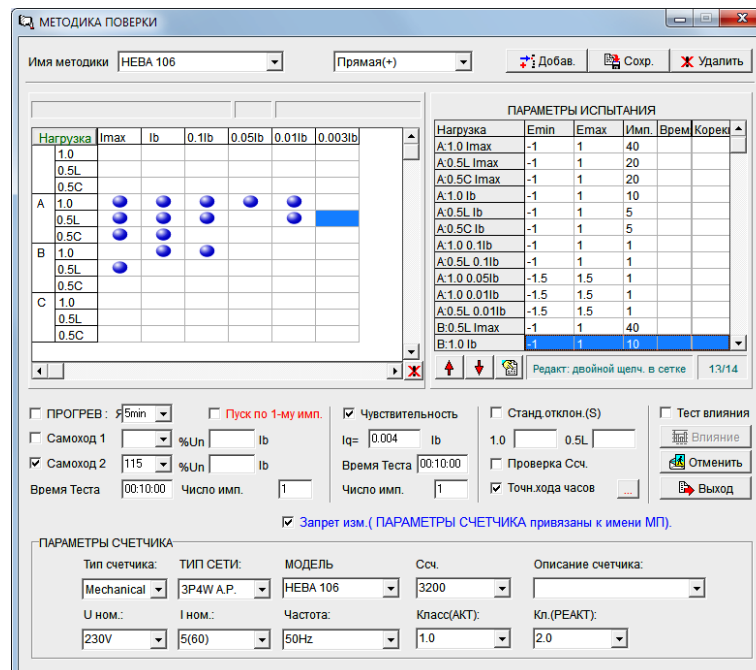 МЕТОДИКА ПОВЕРКИ
Имя методики НЕВА 106 Прямая(+) Добав. Сохр. Удалить
ПАРАМЕТРЫ ИСПЫТАНИЯ
Нагрузка Imax Ib 0.1Ib 0.05Ib 0.01Ib 0.003Ib
1.0
0.5L
0.5C
A 1.0
0.5L
0.5C
B 1.0
0.5L
0.5C
C 1.0
0.5L
0.5C
Нагрузка Emin Emax Имп. Врем Корек
A:1.0 Imax -1 1 40
A:0.5L Imax -1 1 20
A:0.5C Imax -1 1 20
A:1.0 Ib -1 1 10
A:0.5L Ib -1 1 5
A:0.5C Ib -1 1 5
A:1.0 0.1Ib -1 1 1
A:0.5L 0.1Ib -1 1 1
A:1.0 0.05Ib -1.5 1.5 1
A:1.0 0.01Ib -1.5 1.5 1
A:0.5L 0.01Ib -1.5 1.5 1
B:0.5L Imax -1 1 40
B:1.0 Ib -1 1 10
Редакт: двойной щелч. в сетке 13/14
ПРОГРЕВ : Я 5min Пуск по 1-му имп.
Самоход 1 %Un Ib
Самоход 2 115 %Un Ib
Время Теста 00:10:00 Число имп. 1
Чувствительность
Iq= 0.004 Ib
Время Теста 00:10:00
Число имп. 1
Станд.отклон.(S)
1.0 0.5L
Проверка Ссч.
Точн.хода часов ...
Тест влияния
Влияние
Отменить
Выход
Запрет изм.( ПАРАМЕТРЫ СЧЕТЧИКА привязаны к имени МП).
ПАРАМЕТРЫ СЧЕТЧИКА
Тип счетчика: ТИП СЕТИ: МОДЕЛЬ Ссч. Описание счетчика:
Mechanical 3P4W A.P. НЕВА 106 3200
U ном.: I ном.: Частота: Класс(АКТ): Кл.(РЕАКТ):
230V 5(60) 50Hz 1.0 2.0